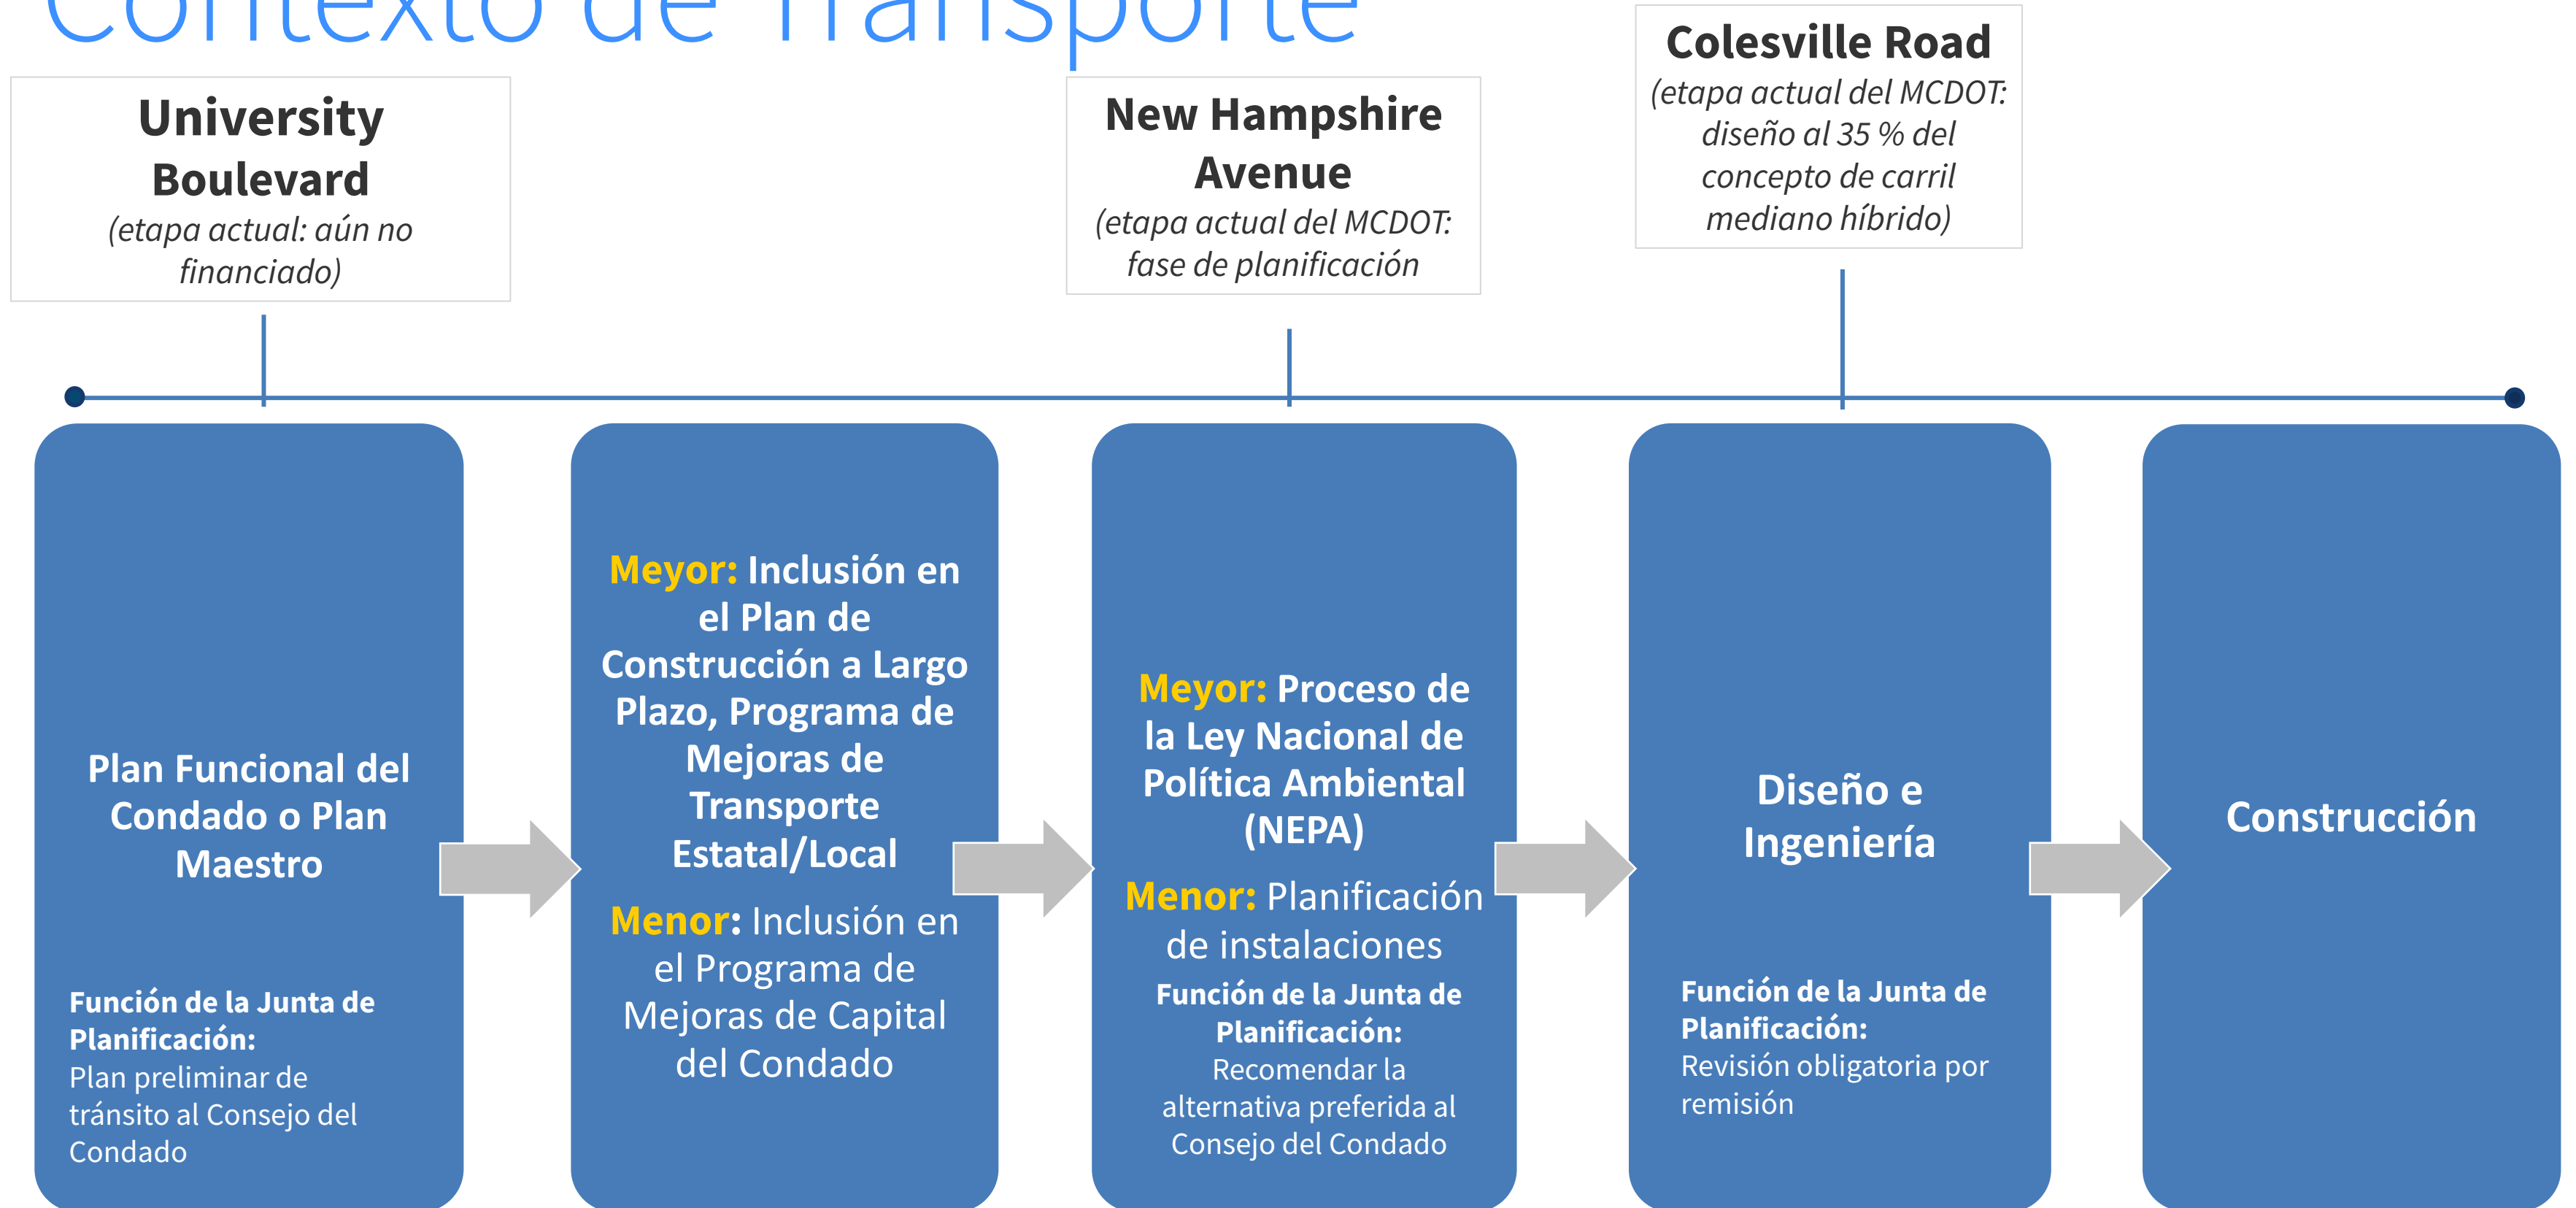 Contexto de Transporte
University
Boulevard
(etapa actual: aún no
financiado)
New Hampshire
Avenue
(etapa actual del MCDOT:
fase de planificación
Colesville Road
(etapa actual del MCDOT:
diseño al 35 % del
concepto de carril
mediano híbrido)
Plan Funcional del
Condado o Plan
Maestro
Función de la Junta de
Planificación:
Plan preliminar de
tránsito al Consejo del
Condado
Meyor: Inclusión en
el Plan de
Construcción a Largo
Plazo, Programa de
Mejoras de
Transporte
Estatal/Local
Menor: Inclusión en
el Programa de
Mejoras de Capital
del Condado
Meyor: Proceso de
la Ley Nacional de
Política Ambiental
(NEPA)
Menor: Planificación
de instalaciones
Función de la Junta de
Planificación:
Recomendar la
alternativa preferida al
Consejo del Condado
Diseño e
Ingeniería
Función de la Junta de
Planificación:
Revisión obligatoria por
remisión
Construcción